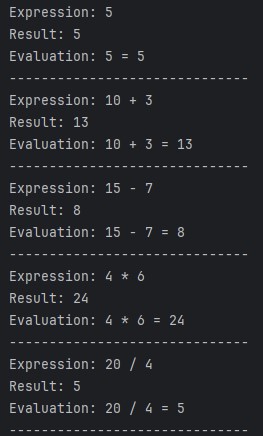 Expression: 5
Result: 5
Evaluation: 5 = 5
------------------------------
Expression: 10 + 3
Result: 13
Evaluation: 10 + 3 = 13
------------------------------
Expression: 15 - 7
Result: 8
Evaluation: 15 - 7 = 8
------------------------------
Expression: 4 * 6
Result: 24
Evaluation: 4 * 6 = 24
------------------------------
Expression: 20 / 4
Result: 5
Evaluation: 20 / 4 = 5
------------------------------